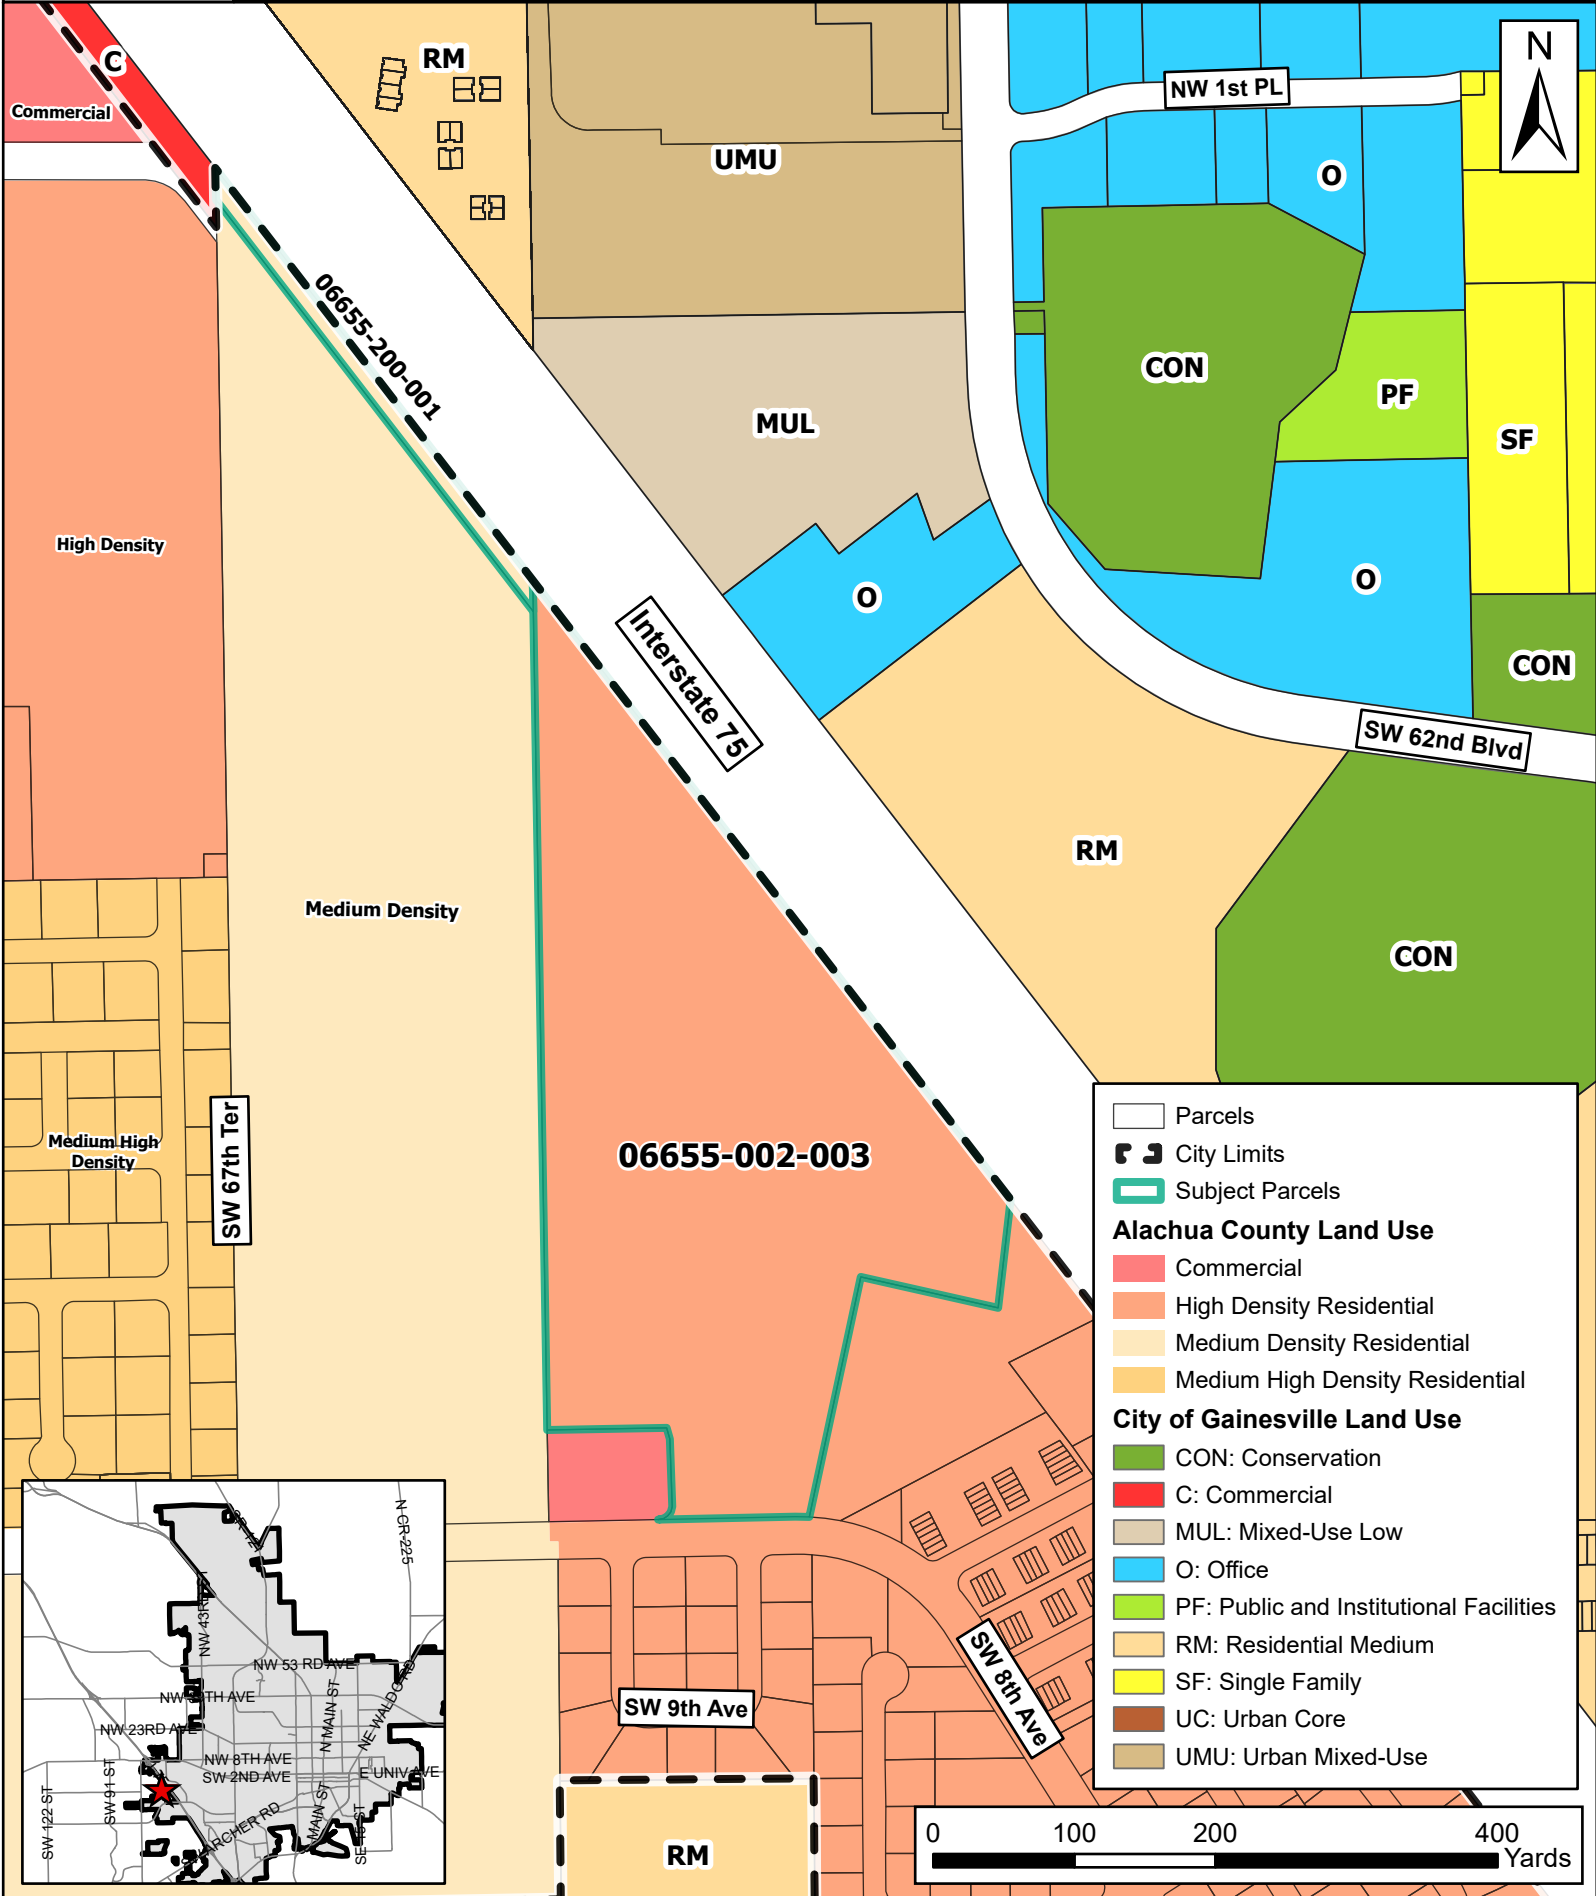 C
Commercial
RM
UMU
NW 1st PL
N
O
06655-200-001
CON
PF
MUL
SF
High Density
O
O
Interstate 75
CON
SW 62nd Blvd
RM
Medium Density
CON
Medium High
Density
SW 67th Ter
06655-002-003
Parcels
City Limits
Subject Parcels
Alachua County Land Use
Commercial
High Density Residential
Medium Density Residential
Medium High Density Residential
City of Gainesville Land Use
CON: Conservation
C: Commercial
MUL: Mixed-Use Low
O: Office
PF: Public and Institutional Facilities
RM: Residential Medium
SF: Single Family
UC: Urban Core
UMU: Urban Mixed-Use
SW 8th Ave
SW 9th Ave
RM
N CR-225
NW 53 RD AVE
NW 23RD AVE
NW 8TH AVE
SW 2ND AVE
E UNIV AVE
N MAIN ST
NE WALDO RD
SW 91 ST
SW 122 ST
ARCHER RD
MAIN ST
0
100
200
400
Yards